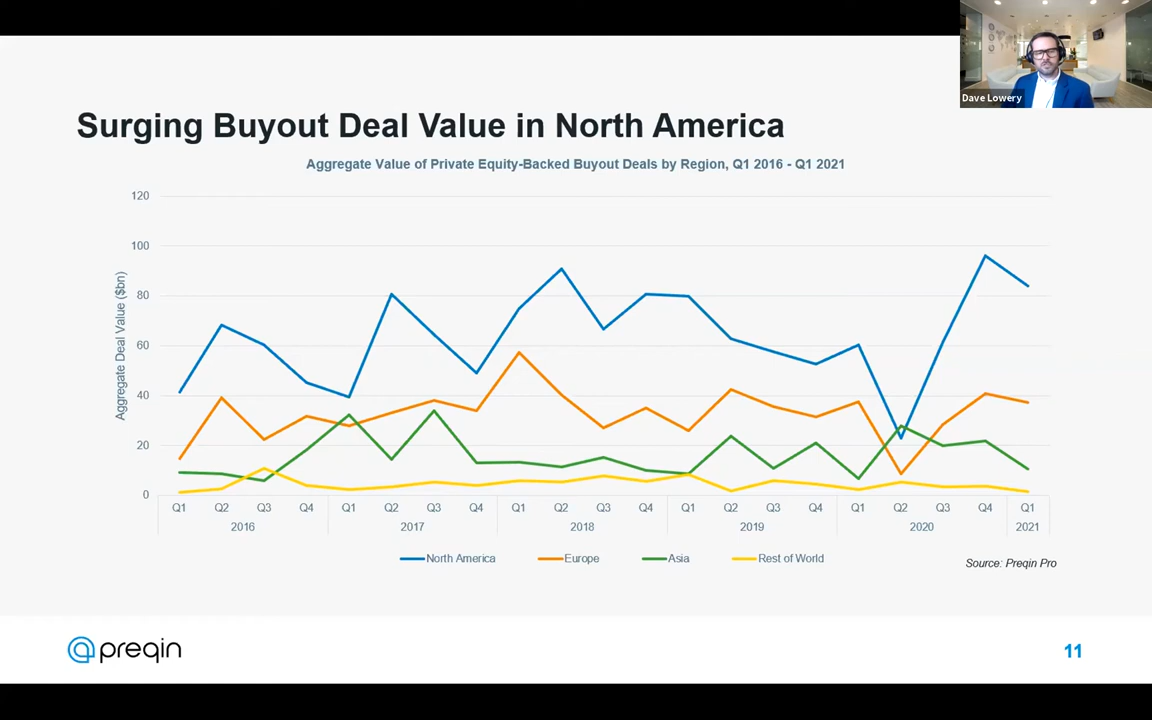 Dave Lowery
Surging Buyout Deal Value in North America
Aggregate Value of Private Equity-Backed Buyout Deals by Region, Q1 2016 - Q1 2021
Aggregate Deal Value ($bn)
120
100
80
60
40
20
0
Q1 Q2 Q3 Q4 Q1 Q2 Q3 Q4 Q1 Q2 Q3 Q4 Q1 Q2 Q3 Q4 Q1 Q2 Q3 Q4 Q1
2016 2017 2018 2019 2020 2021
North America Europe Asia Rest of World
Source: Preqin Pro
preqin
11